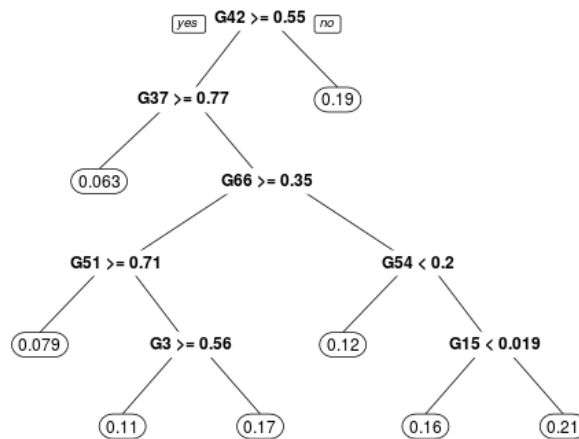 yes G42 >= 0.55 no
G37 >= 0.77 0.19
0.063 G66 >= 0.35
G51 >= 0.71 G54 < 0.2
0.079 G3 >= 0.56 0.12 G15 < 0.019
0.11 0.17 0.16 0.21